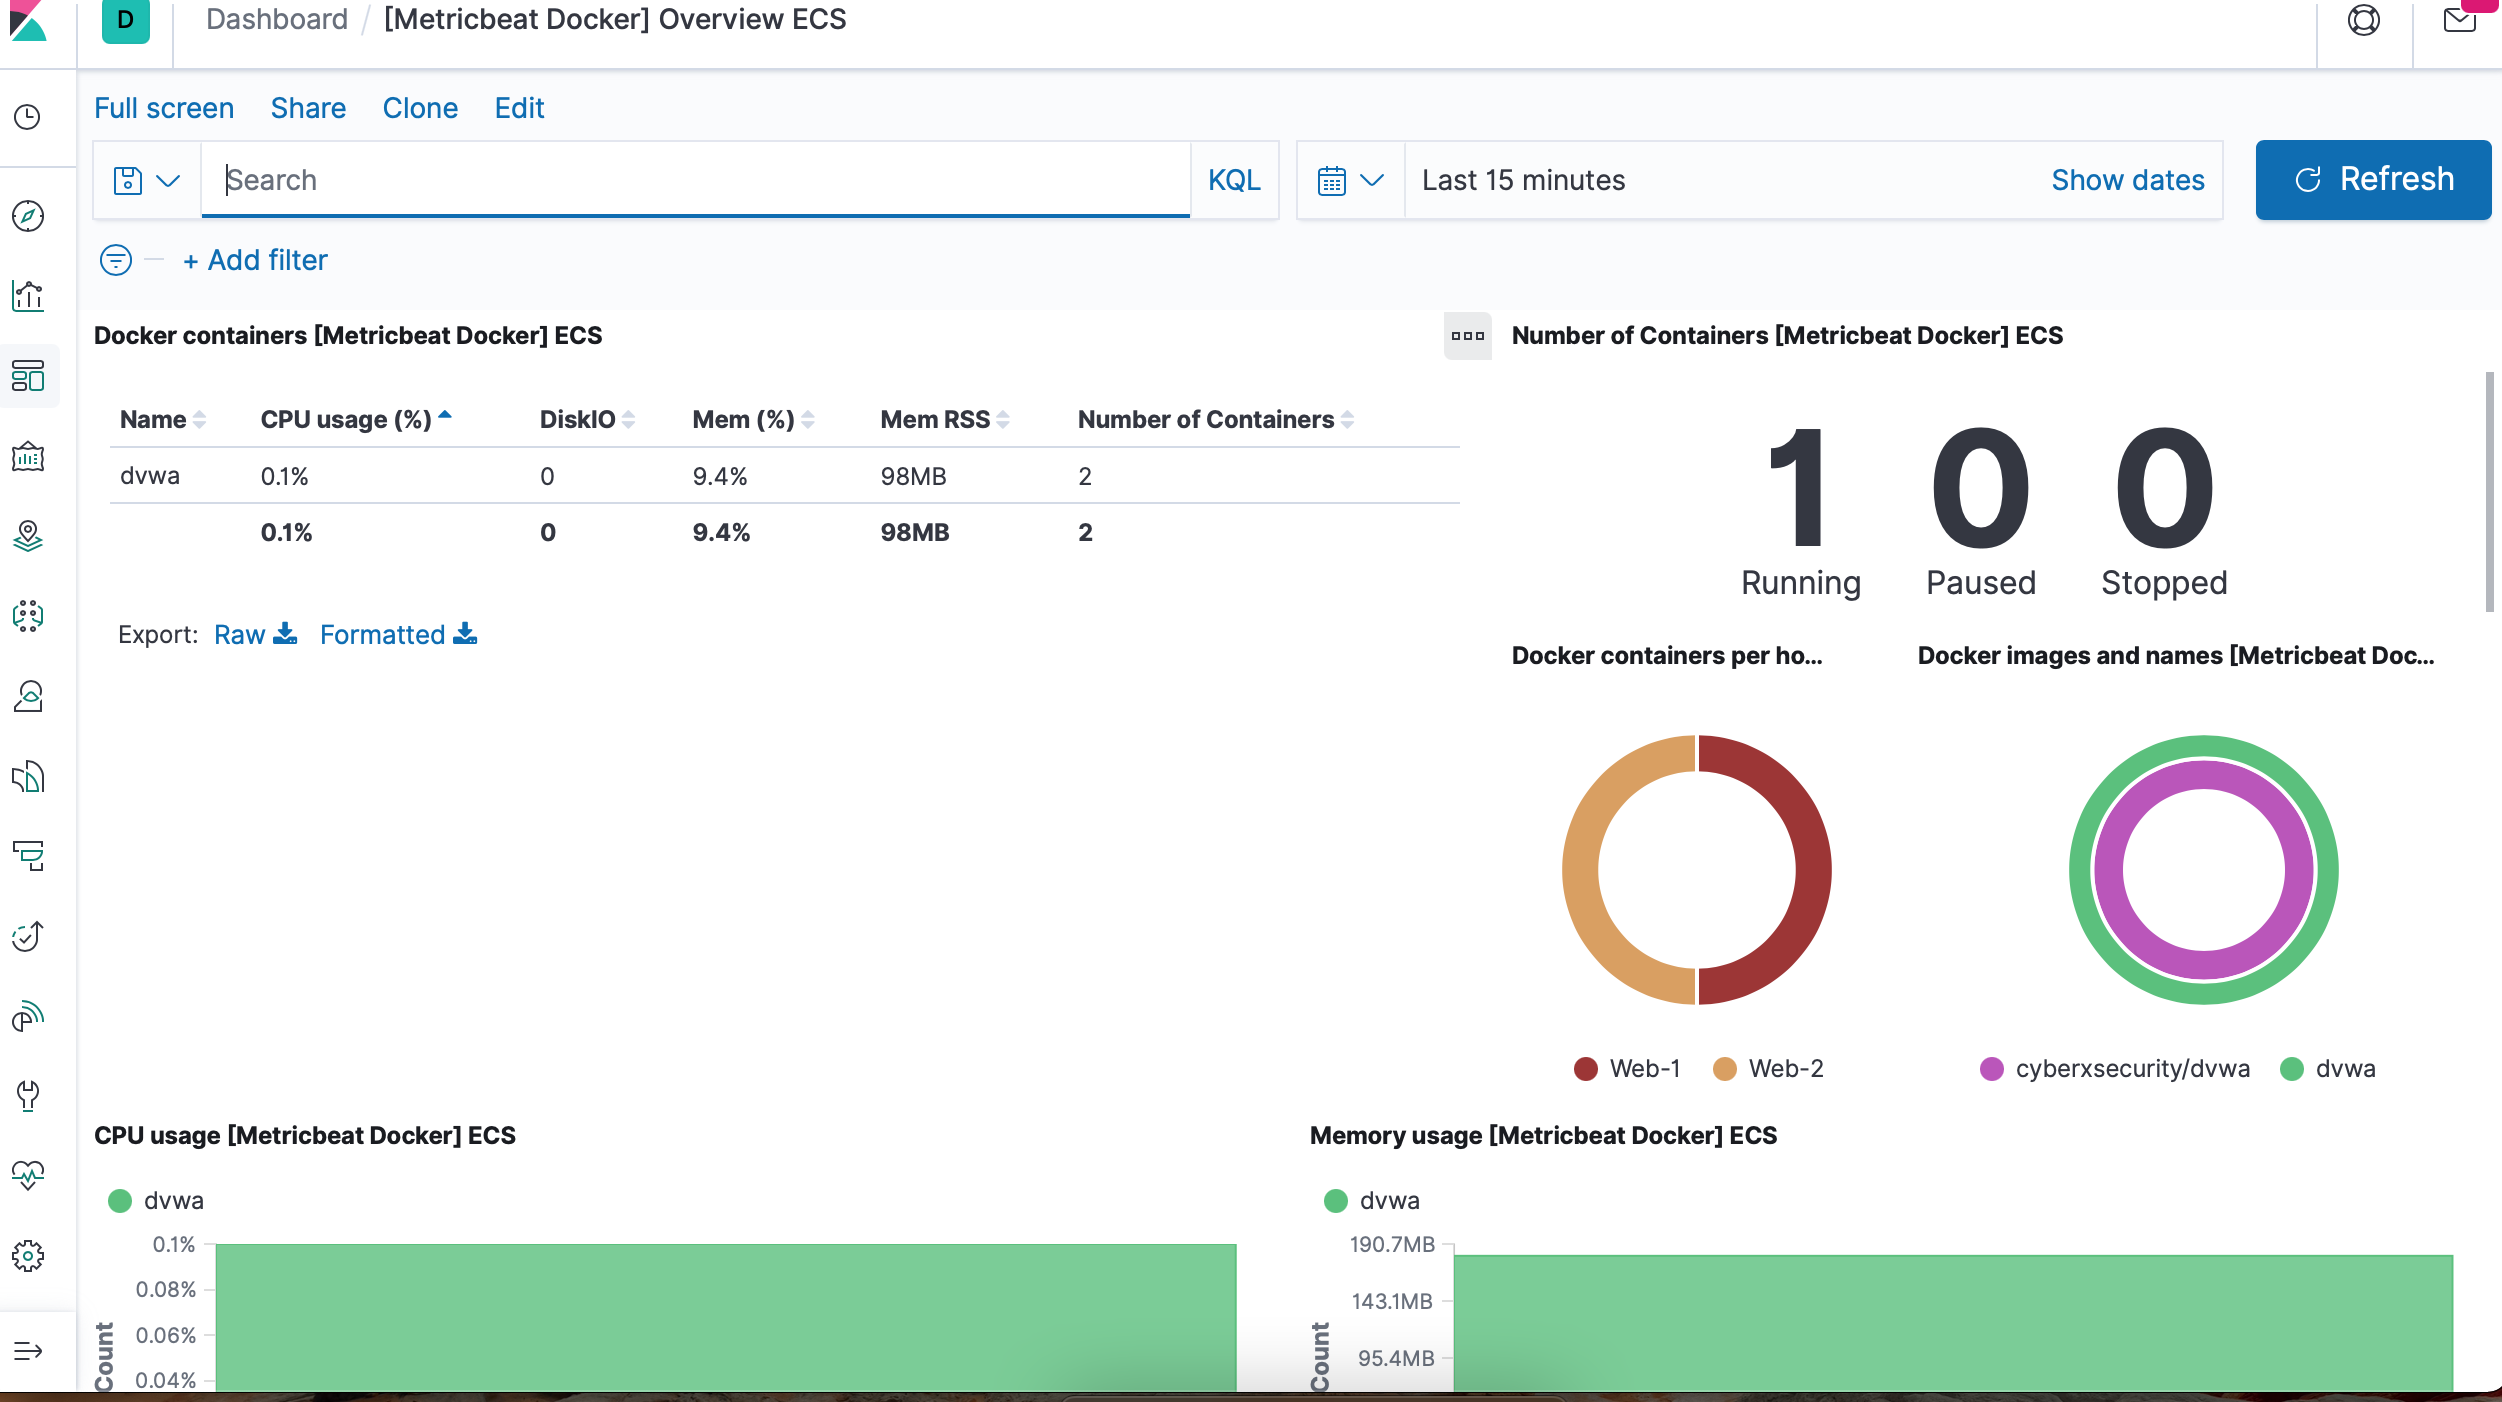 D Dashboard / [Metricbeat Docker] Overview ECS
Full screen Share Clone Edit
Search KQL Last 15 minutes Show dates Refresh
+ Add filter
Docker containers [Metricbeat Docker] ECS
Name CPU usage (%) DiskIO Mem (%) Mem RSS Number of Containers
dvwa 0.1% 0 9.4% 98MB 2
0.1% 0 9.4% 98MB 2
Export: Raw Formatted
Number of Containers [Metricbeat Docker] ECS
1 0 0
Running Paused Stopped
Docker containers per ho...
Web-1 Web-2
Docker images and names [Metricbeat Doc...
cyberxsecurity/dvwa dvwa
CPU usage [Metricbeat Docker] ECS
dvwa
0.1%
0.08%
0.06%
0.04%
Count
Memory usage [Metricbeat Docker] ECS
dvwa
190.7MB
143.1MB
95.4MB
Count